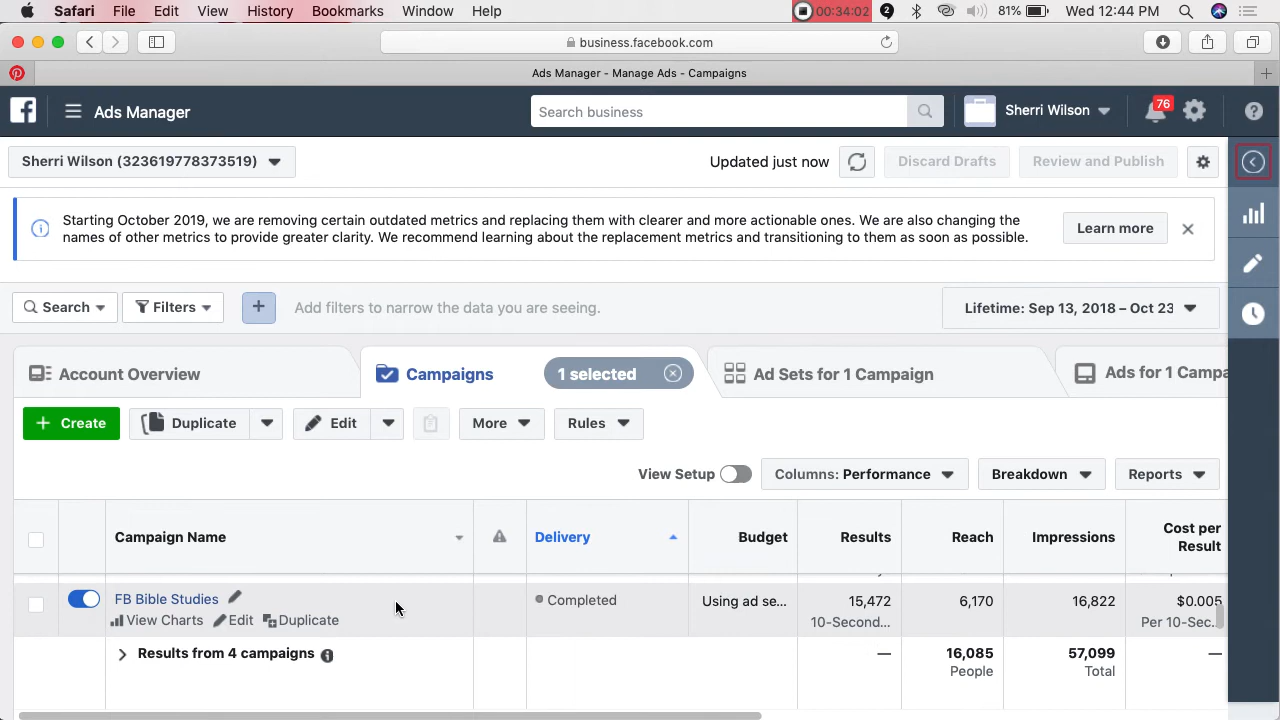 Safari File Edit View History Bookmarks Window Help 00:34:02 2 81% Wed 12:44 PM
business.facebook.com
Ads Manager - Manage Ads - Campaigns
Ads Manager Search business Sherri Wilson 76
Sherri Wilson (323619778373519) Updated just now Discard Drafts Review and Publish
Starting October 2019, we are removing certain outdated metrics and replacing them with clearer and more actionable ones. We are also changing the
names of other metrics to provide greater clarity. We recommend learning about the replacement metrics and transitioning to them as soon as possible.
Learn more
Search Filters + Add filters to narrow the data you are seeing. Lifetime: Sep 13, 2018 – Oct 23
Account Overview Campaigns 1 selected Ad Sets for 1 Campaign Ads for 1 Campa
+ Create Duplicate Edit More Rules
View Setup Columns: Performance Breakdown Reports
Campaign Name Delivery Budget Results Reach Impressions Cost per
Result
FB Bible Studies Completed Using ad se... 15,472 6,170 16,822 $0.005
View Charts Edit Duplicate 10-Second... Per 10-Sec...
Results from 4 campaigns — 16,085 57,099 —
People Total